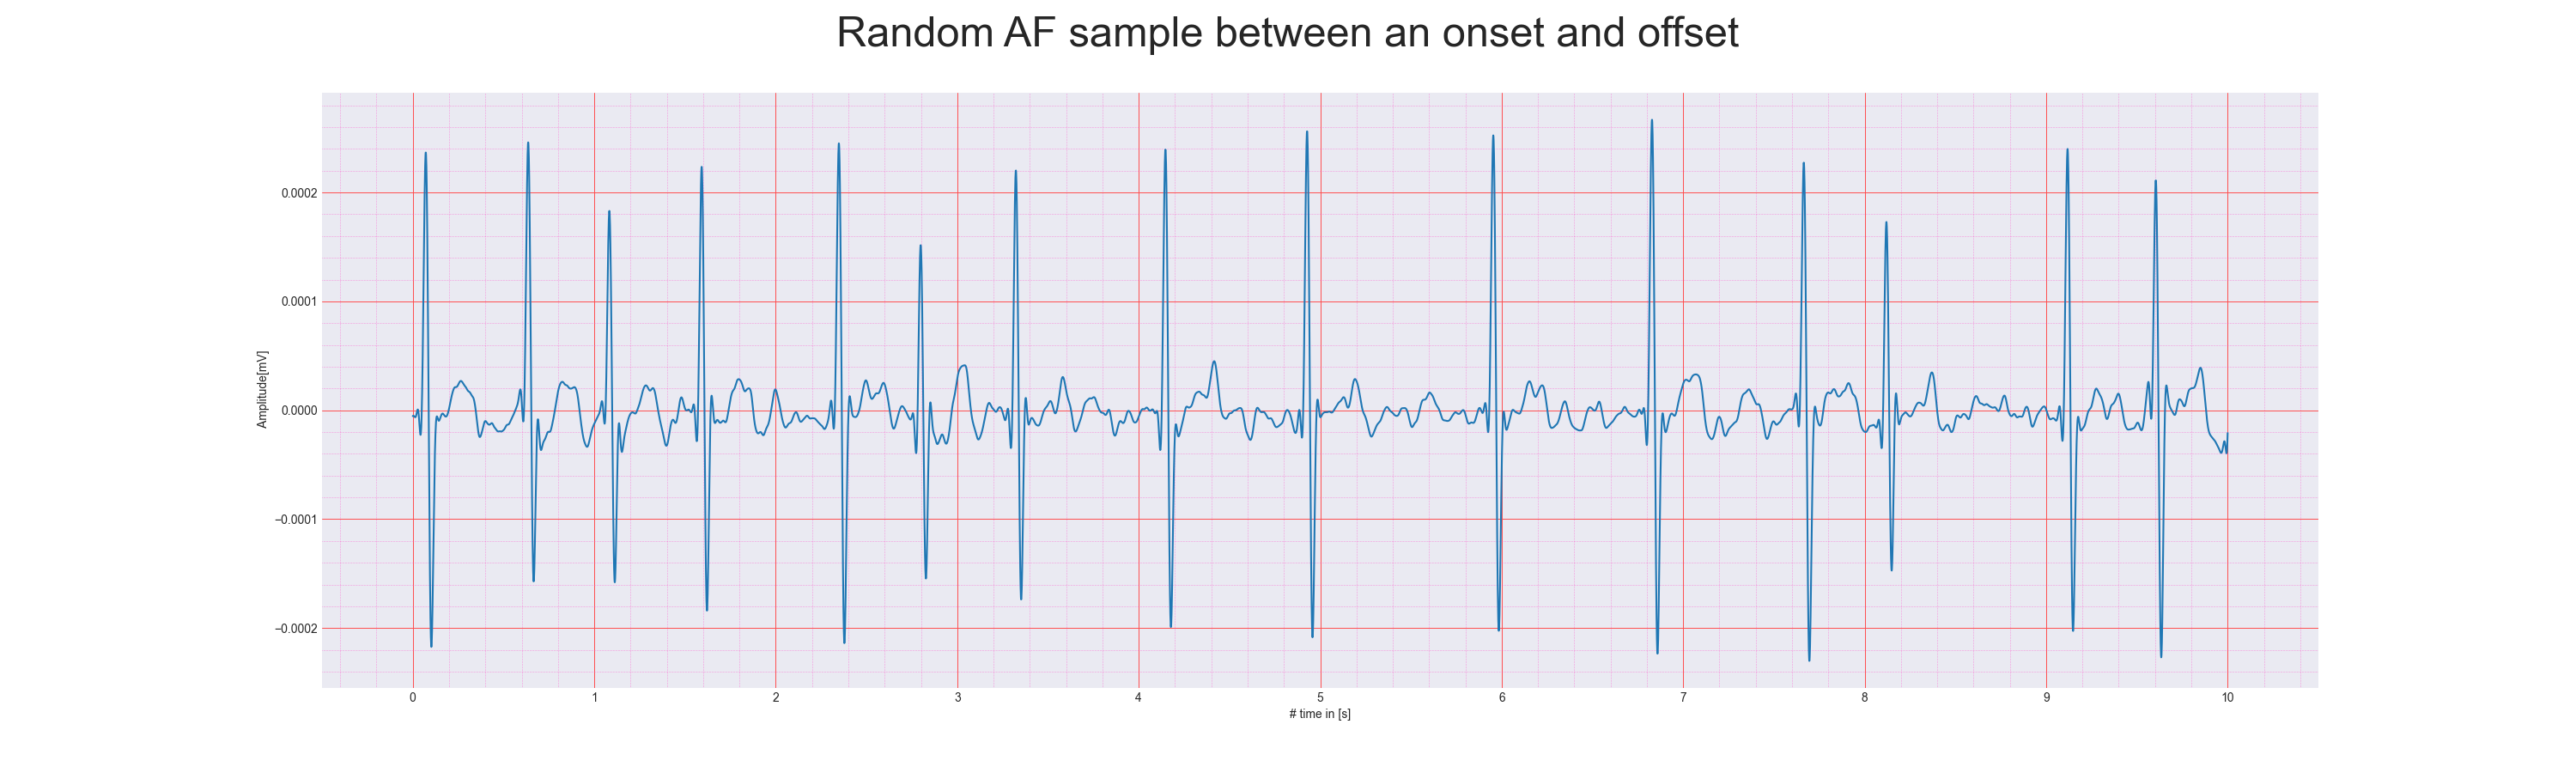 Random AF sample between an onset and offset
0.0002
0.0001
0.0000
−0.0001
−0.0002
Amplitude[mV]
0 1 2 3 4 5 6 7 8 9 10
# time in [s]